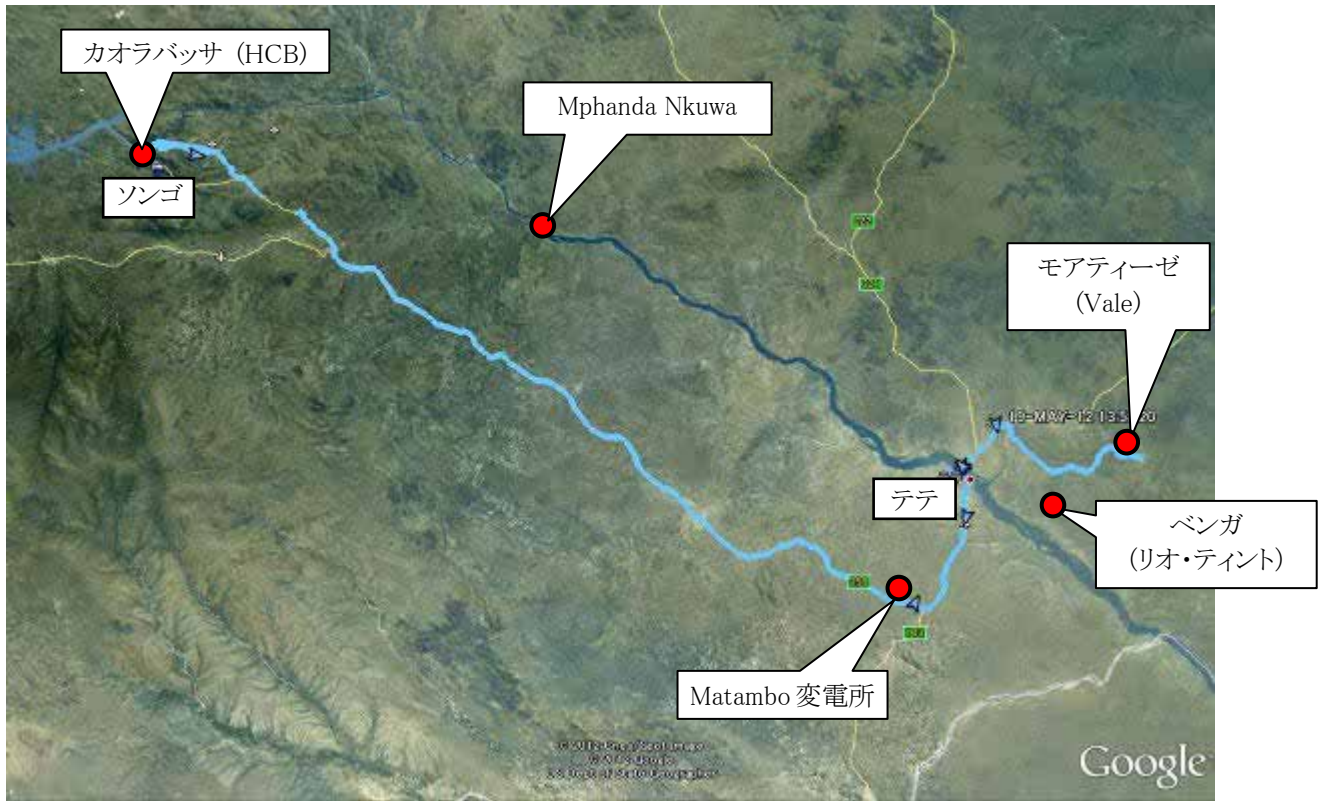 カオラバッサ (HCB)
Mphanda Nkuwa
ソンゴ
モアティーゼ
(Vale)
テテ
ベンガ
(リオ・ティント)
Matambo 変電所
Google